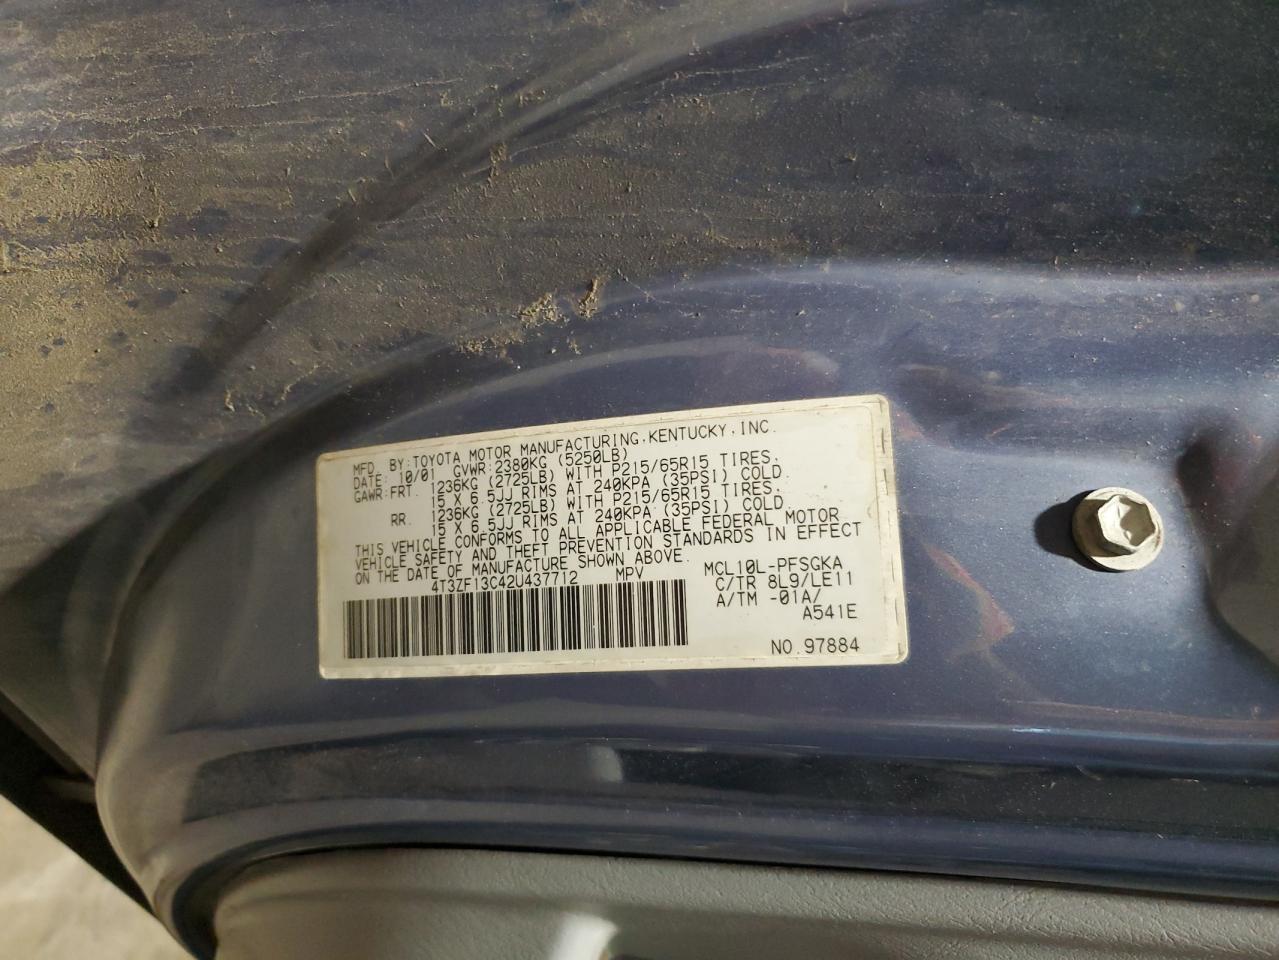 MFD. BY: TOYOTA MOTOR MANUFACTURING, KENTUCKY, INC.
DATE: 10/01 GVWR: 2380KG (5250LB)
GAWR: FRT. 1236KG (2725LB) WITH P215/65R15 TIRES.
15 X 6.5JJ RIMS AT 240KPA (35PSI) COLD.
RR. 1236KG (2725LB) WITH P215/65R15 TIRES.
15 X 6.5JJ RIMS AT 240KPA (35PSI) COLD.
THIS VEHICLE CONFORMS TO ALL APPLICABLE FEDERAL MOTOR
VEHICLE SAFETY AND THEFT PREVENTION STANDARDS IN EFFECT
ON THE DATE OF MANUFACTURE SHOWN ABOVE.
4T3ZF13C42U437712 MPV
MCL10L-PFSGKA
C/TR 8L9/LE11
A/TM -01A/
A541E
NO. 97884